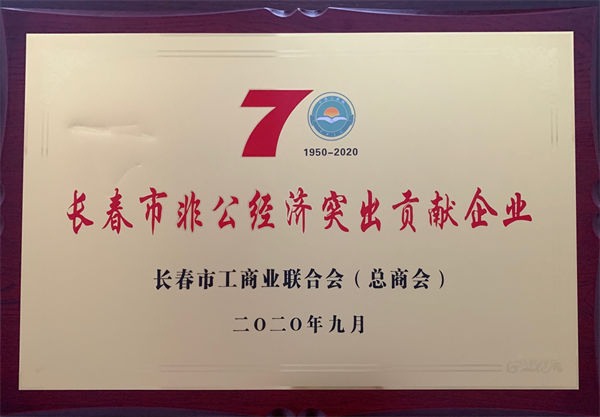 7
1950-2020
长春市非公经济突出贡献企业
长春市工商业联合会（总商会）
二〇二〇年九月